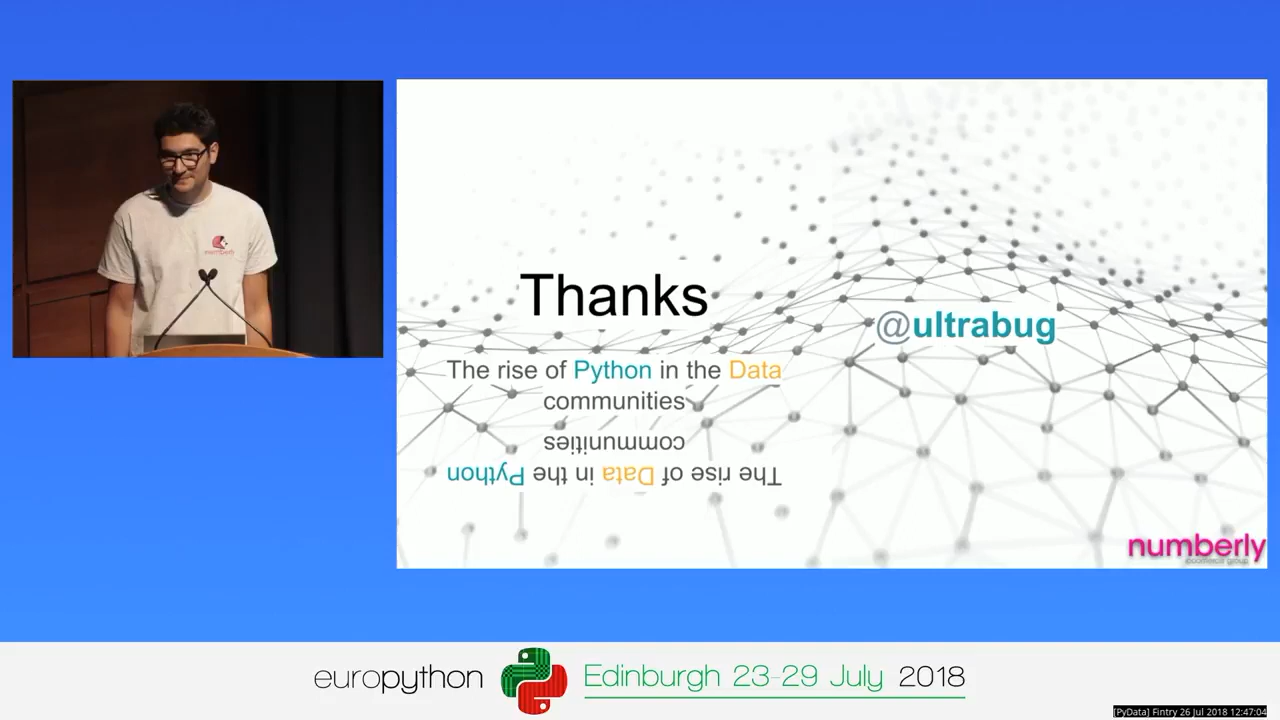 numberly
Thanks
The rise of Python in the Data
communities
communities
The rise of Data in the Python
@ultrabug
numberly
europython
Edinburgh 23-29 July 2018
[PyData] Fintry 26 Jul 2018 12:47:04